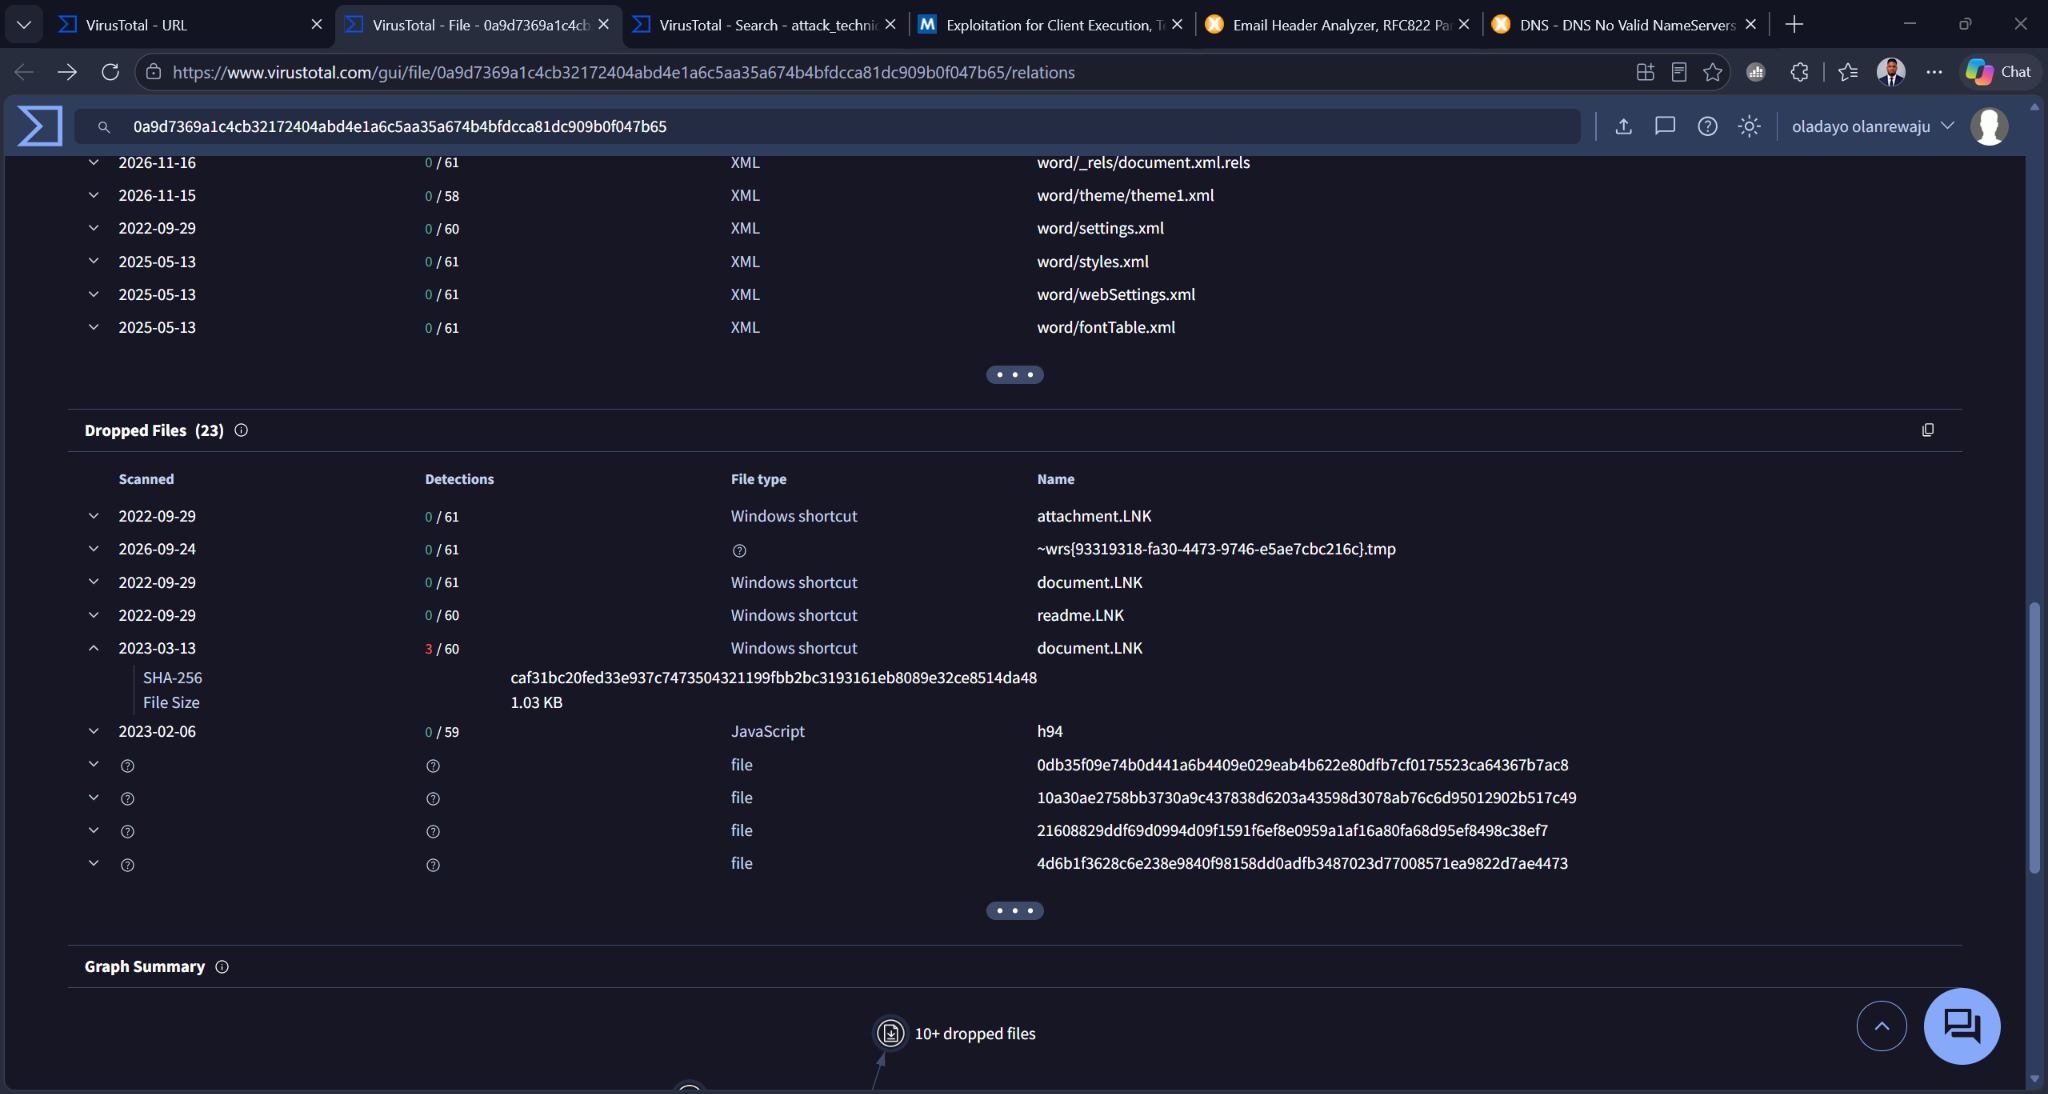 VirusTotal - URL
VirusTotal - File - 0a9d7369a1c4cb
VirusTotal - Search - attack_technic
M Exploitation for Client Execution, T
Email Header Analyzer, RFC822 Pa
DNS - DNS No Valid NameServers
https://www.virustotal.com/gui/file/0a9d7369a1c4cb32172404abd4e1a6c5aa35a674b4bfdcca81dc909b0f047b65/relations
Chat
0a9d7369a1c4cb32172404abd4e1a6c5aa35a674b4bfdcca81dc909b0f047b65
oladayo olanrewaju
2026-11-16 0 / 61 XML word/_rels/document.xml.rels
2026-11-15 0 / 58 XML word/theme/theme1.xml
2022-09-29 0 / 60 XML word/settings.xml
2025-05-13 0 / 61 XML word/styles.xml
2025-05-13 0 / 61 XML word/webSettings.xml
2025-05-13 0 / 61 XML word/fontTable.xml
Dropped Files (23)
Scanned Detections File type Name
2022-09-29 0 / 61 Windows shortcut attachment.LNK
2026-09-24 0 / 61 ~wrs{93319318-fa30-4473-9746-e5ae7cbc216c}.tmp
2022-09-29 0 / 61 Windows shortcut document.LNK
2022-09-29 0 / 60 Windows shortcut readme.LNK
2023-03-13 3 / 60 Windows shortcut document.LNK
SHA-256 caf31bc20fed33e937c7473504321199fbb2bc3193161eb8089e32ce8514da48
File Size 1.03 KB
2023-02-06 0 / 59 JavaScript h94
file 0db35f09e74b0d441a6b4409e029eab4b622e80dfb7cf0175523ca64367b7ac8
file 10a30ae2758bb3730a9c437838d6203a43598d3078ab76c6d95012902b517c49
file 21608829ddf69d0994d09f1591f6ef8e0959a1af16a80fa68d95ef8498c38ef7
file 4d6b1f3628c6e238e9840f98158dd0adfb3487023d77008571ea9822d7ae4473
Graph Summary
10+ dropped files